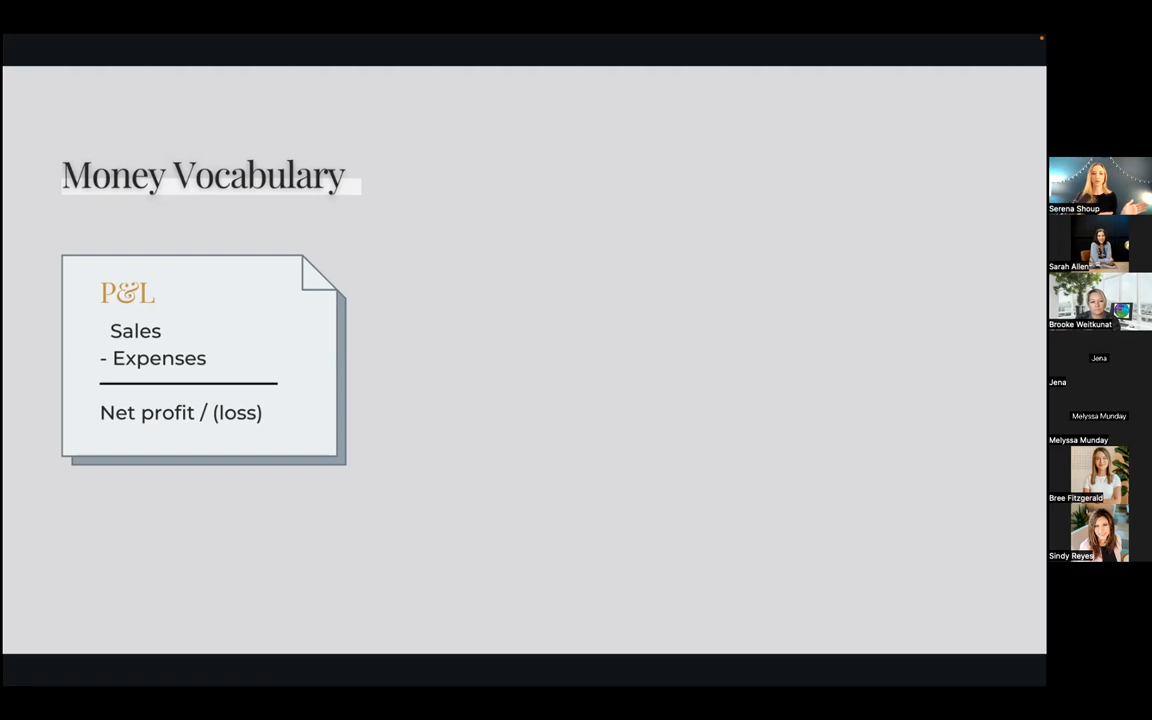 Money Vocabulary
P&L
Sales
- Expenses
Net profit / (loss)
Serena Shoup
Sarah Allen
Brooke Weitkunat
Jena
Jena
Melyssa Munday
Melyssa Munday
Bree Fitzgerald
Sindy Reyes